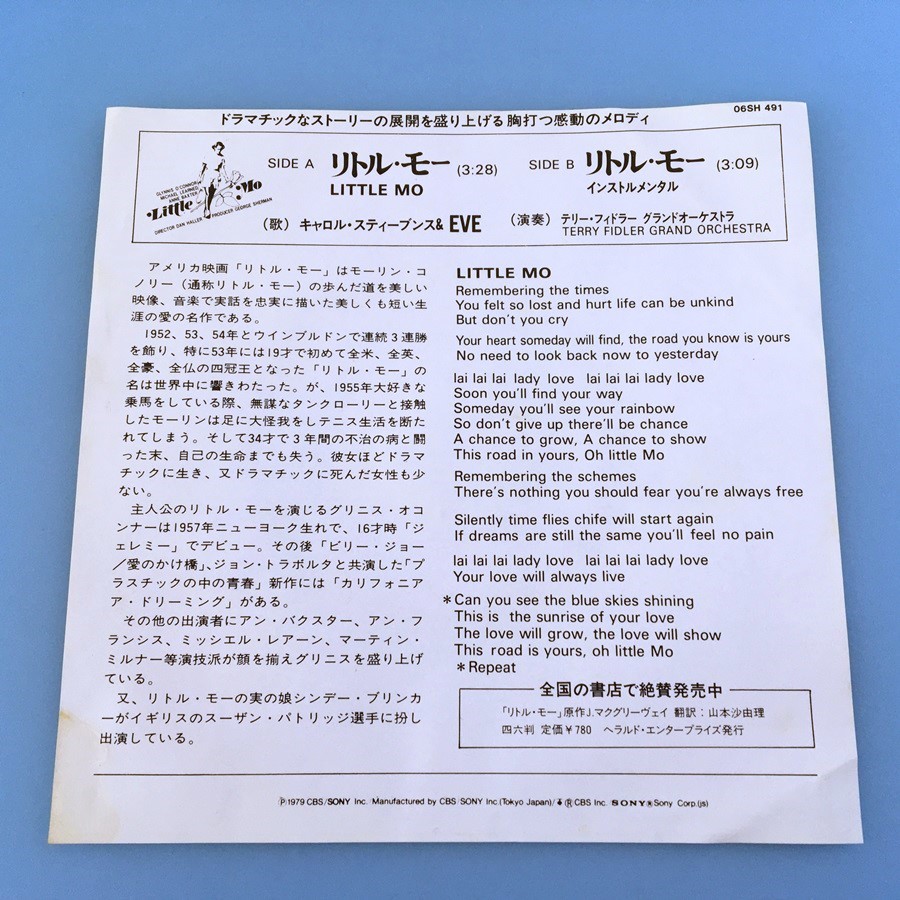 06SH 491
ドラマチックなストーリーの展開を盛り上げる胸打つ感動のメロディ
GLYNNIS O'CONNOR
MICHAEL LEARNED
ANNE BAXTER
Little Mo
DIRECTOR DAN HALLER PRODUCER GEORGE SHERMAN
SIDE A リトル・モー (3:28)
LITTLE MO
(歌) キャロル・スティーブンス& EVE
SIDE B リトル・モー (3:09)
インストルメンタル
(演奏) テリー・フィドラー グランドオーケストラ
TERRY FIDLER GRAND ORCHESTRA
アメリカ映画「リトル・モー」はモーリン・コ
ノリー(通称リトル・モー)の歩んだ道を美しい
映像、音楽で実話を忠実に描いた美しくも短い生
涯の愛の名作である。
1952、53、54年とウインブルドンで連続3連勝
を飾り、特に53年には19才で初めて全米、全英、
全豪、全仏の四冠王となった「リトル・モー」の
名は世界中に響きわたった。が、1955年大好きな
乗馬をしている際、無謀なタンクローリーと接触
したモーリンは足に大怪我をしテニス生活を断た
れてしまう。そして34才で3年間の不治の病と闘
った末、自己の生命までも失う。彼女ほどドラマ
チックに生き、又ドラマチックに死んだ女性も少
ない。
主人公のリトル・モーを演じるグリニス・オコ
ンナーは1957年ニューヨーク生れで、16才時「ジ
ェレミー」でデビュー。その後「ビリー・ジョー
/愛のかけ橋」、ジョン・トラボルタと共演した「プ
ラスチックの中の青春」新作には「カリフォニア
ア・ドリーミング」がある。
その他の出演者にアン・バクスター、アン・フ
ランシス、ミッシエル・レアーン、マーティン・
ミルナー等演技派が顔を揃えグリニスを盛り上げ
ている。
又、リトル・モーの実の娘シンデー・ブリンカ
ーがイギリスのスーザン・パトリッジ選手に扮し
出演している。
LITTLE MO
Remembering the times
You felt so lost and hurt life can be unkind
But don't you cry
Your heart someday will find, the road you know is yours
No need to look back now to yesterday
lai lai lai lady love lai lai lai lady love
Soon you'll find your way
Someday you'll see your rainbow
So don't give up there'll be chance
A chance to grow, A chance to show
This road in yours, Oh little Mo
Remembering the schemes
There's nothing you should fear you're always free
Silently time flies chife will start again
If dreams are still the same you'll feel no pain
lai lai lai lady love lai lai lai lady love
Your love will always live
*Can you see the blue skies shining
This is the sunrise of your love
The love will grow, the love will show
This road is yours, oh little Mo
*Repeat
全国の書店で絶賛発売中
「リトル・モー」原作J.マクグリーヴェイ 翻訳:山本沙由理
四六判 定価¥780 ヘラルド・エンタープライズ発行
Ⓟ1979 CBS/SONY Inc./Manufactured by CBS/SONY Inc.(Tokyo Japan)/ ® CBS Inc. SONY®Sony Corp.(js)